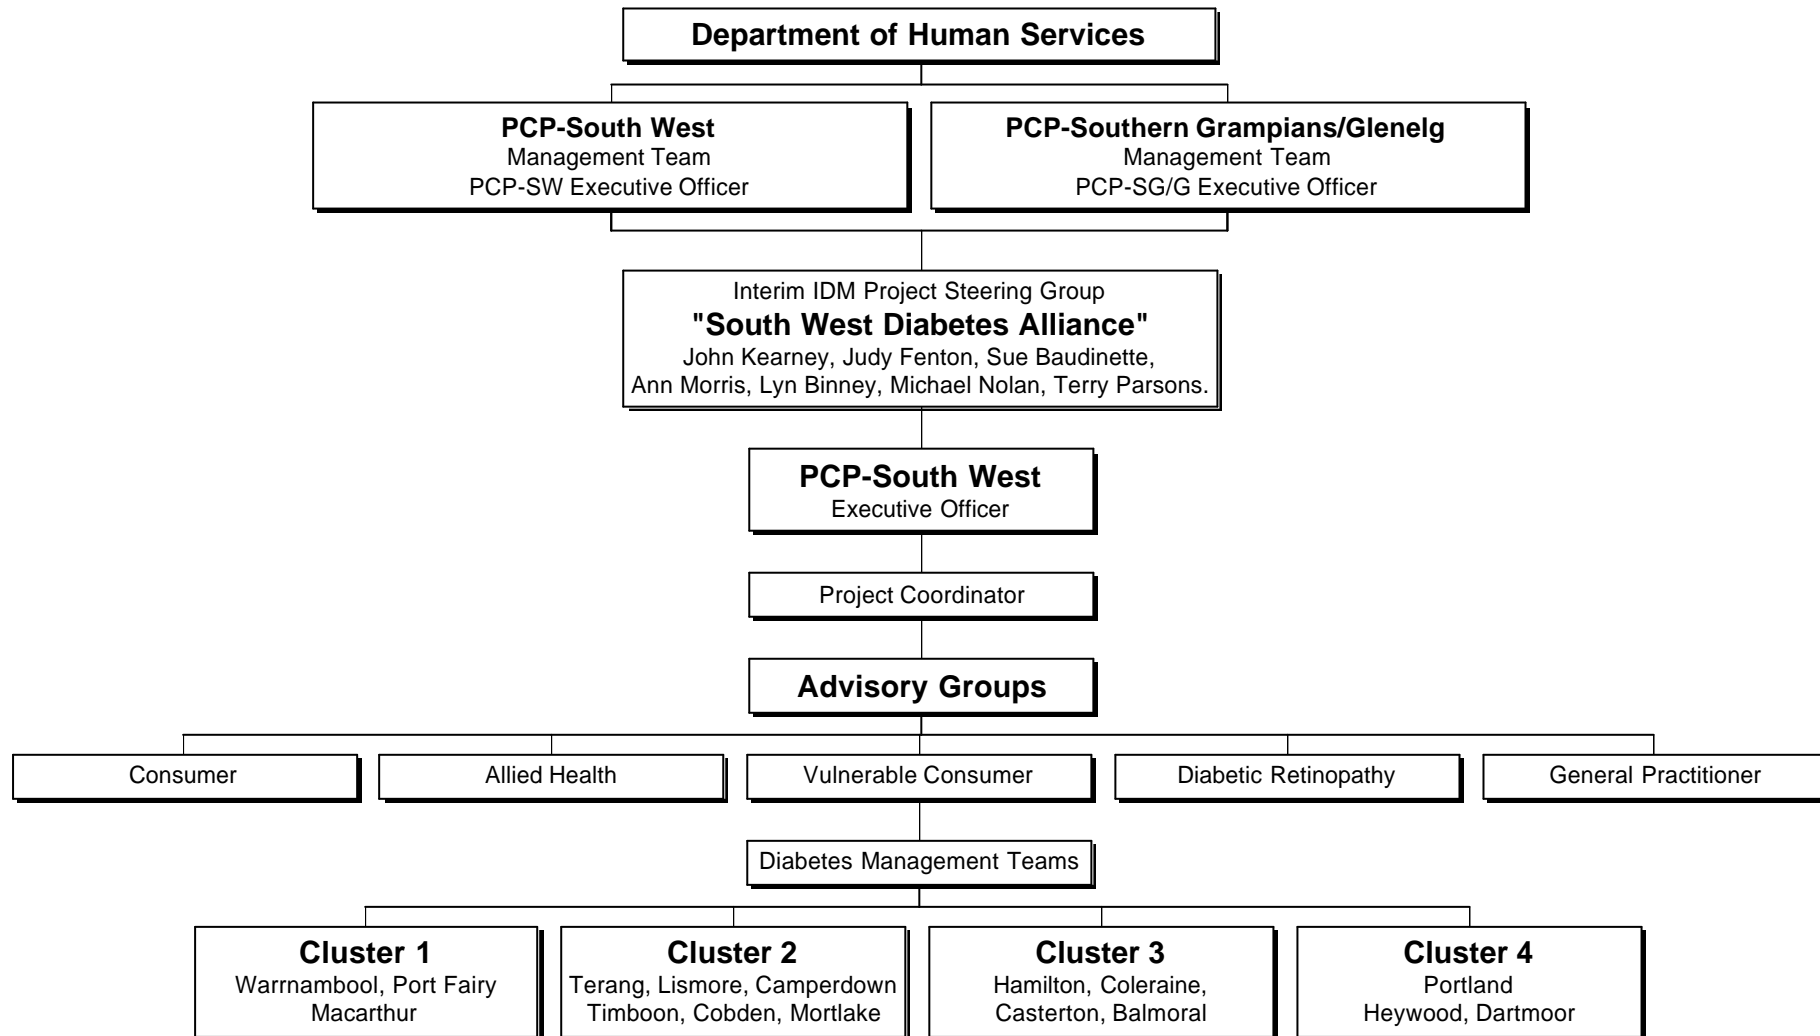 Department of Human Services
PCP-South West
Management Team
PCP-SW Executive Officer
PCP-Southern Grampians/Glenelg
Management Team
PCP-SG/G Executive Officer
Interim IDM Project Steering Group
"South West Diabetes Alliance"
John Kearney, Judy Fenton, Sue Baudinette,
Ann Morris, Lyn Binney, Michael Nolan, Terry Parsons.
PCP-South West
Executive Officer
Project Coordinator
Advisory Groups
Consumer
Allied Health
Vulnerable Consumer
Diabetic Retinopathy
General Practitioner
Diabetes Management Teams
Cluster 1
Warrnambool, Port Fairy
Macarthur
Cluster 2
Terang, Lismore, Camperdown
Timboon, Cobden, Mortlake
Cluster 3
Hamilton, Coleraine,
Casterton, Balmoral
Cluster 4
Portland
Heywood, Dartmoor